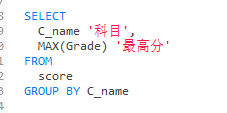 SELECT
C_name '科目',
MAX(Grade) '最高分'
FROM
score
GROUP BY C_name